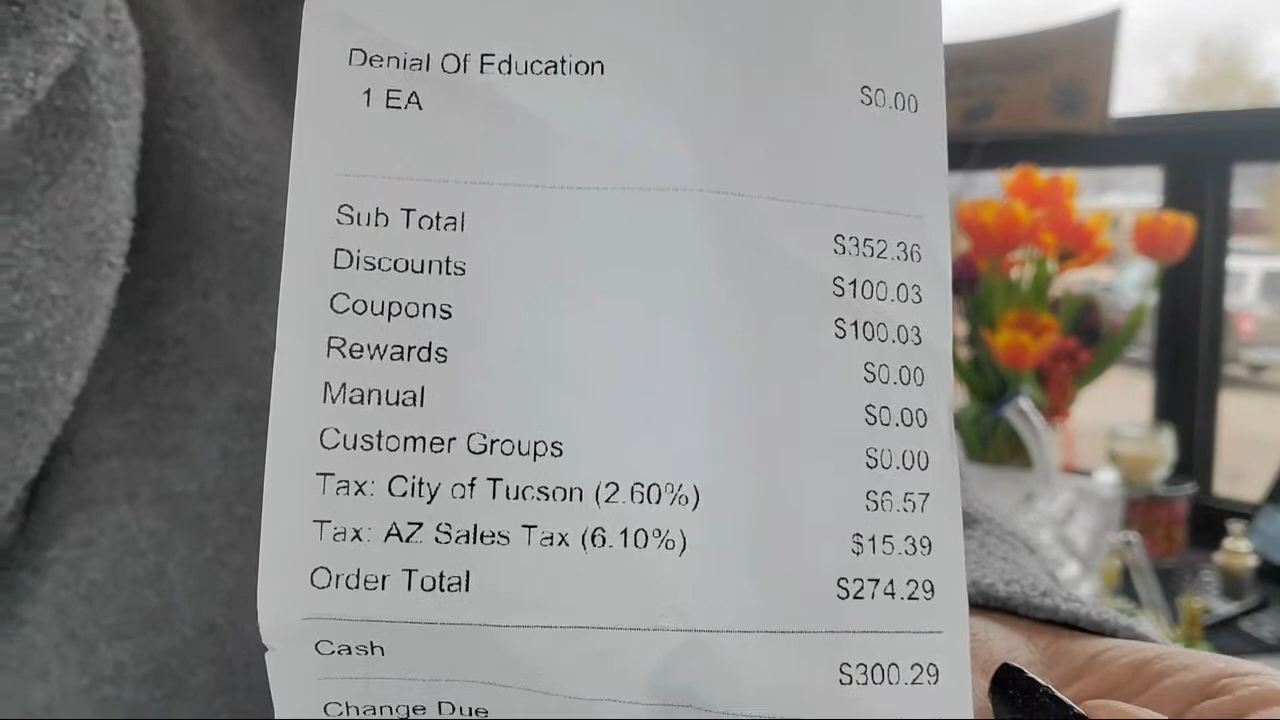 Denial Of Education
1 EA $0.00
Sub Total $352.36
Discounts $100.03
Coupons $100.03
Rewards $0.00
Manual $0.00
Customer Groups $0.00
Tax: City of Tucson (2.60%) $6.57
Tax: AZ Sales Tax (6.10%) $15.39
Order Total $274.29
Cash $300.29
Change Due